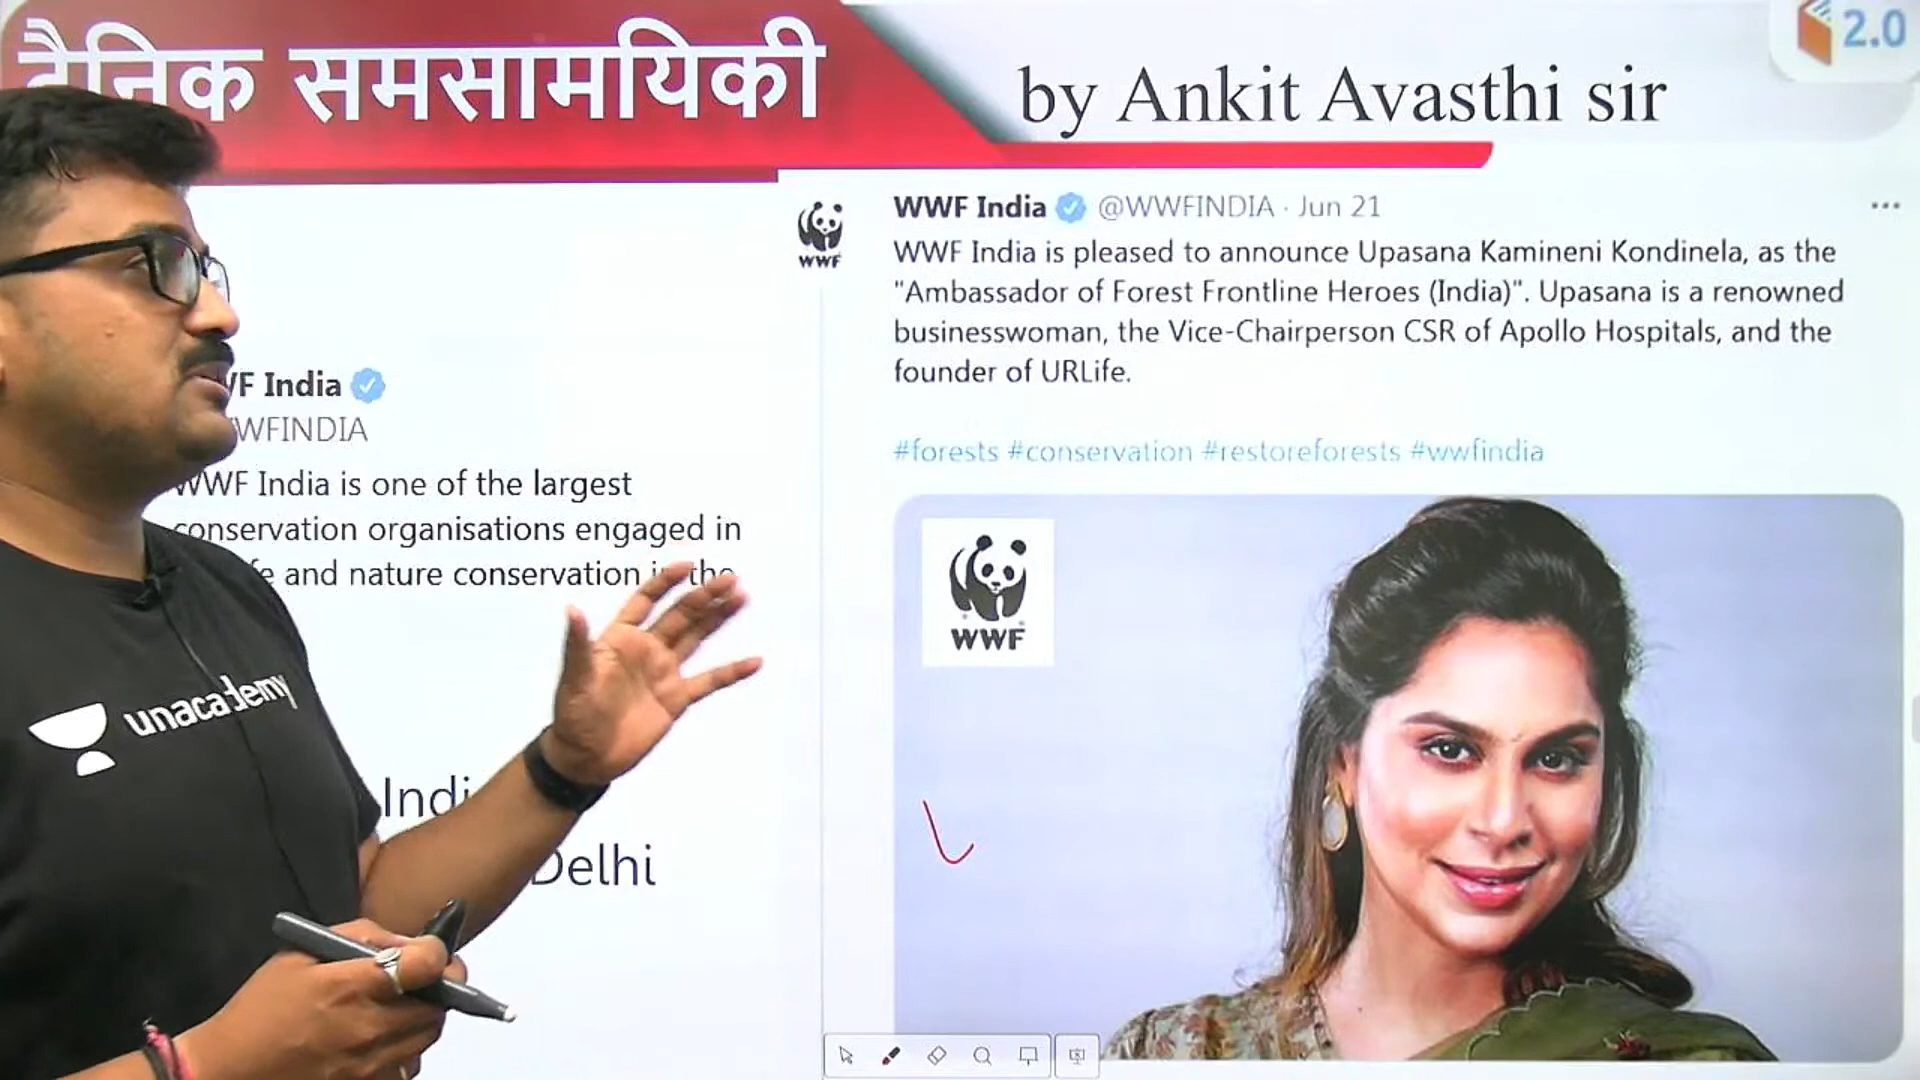 दैनिक समसामयिकी
by Ankit Avasthi sir
2.0
WWF
WWF India @WWFINDIA · Jun 21
WWF India is pleased to announce Upasana Kamineni Kondinela, as the
"Ambassador of Forest Frontline Heroes (India)". Upasana is a renowned
businesswoman, the Vice-Chairperson CSR of Apollo Hospitals, and the
founder of URLife.
#forests #conservation #restoreforests #wwfindia
WWF
India
WWF India is one of the largest
conservation organisations engaged in
and nature conservation in the
Delhi
unacademy